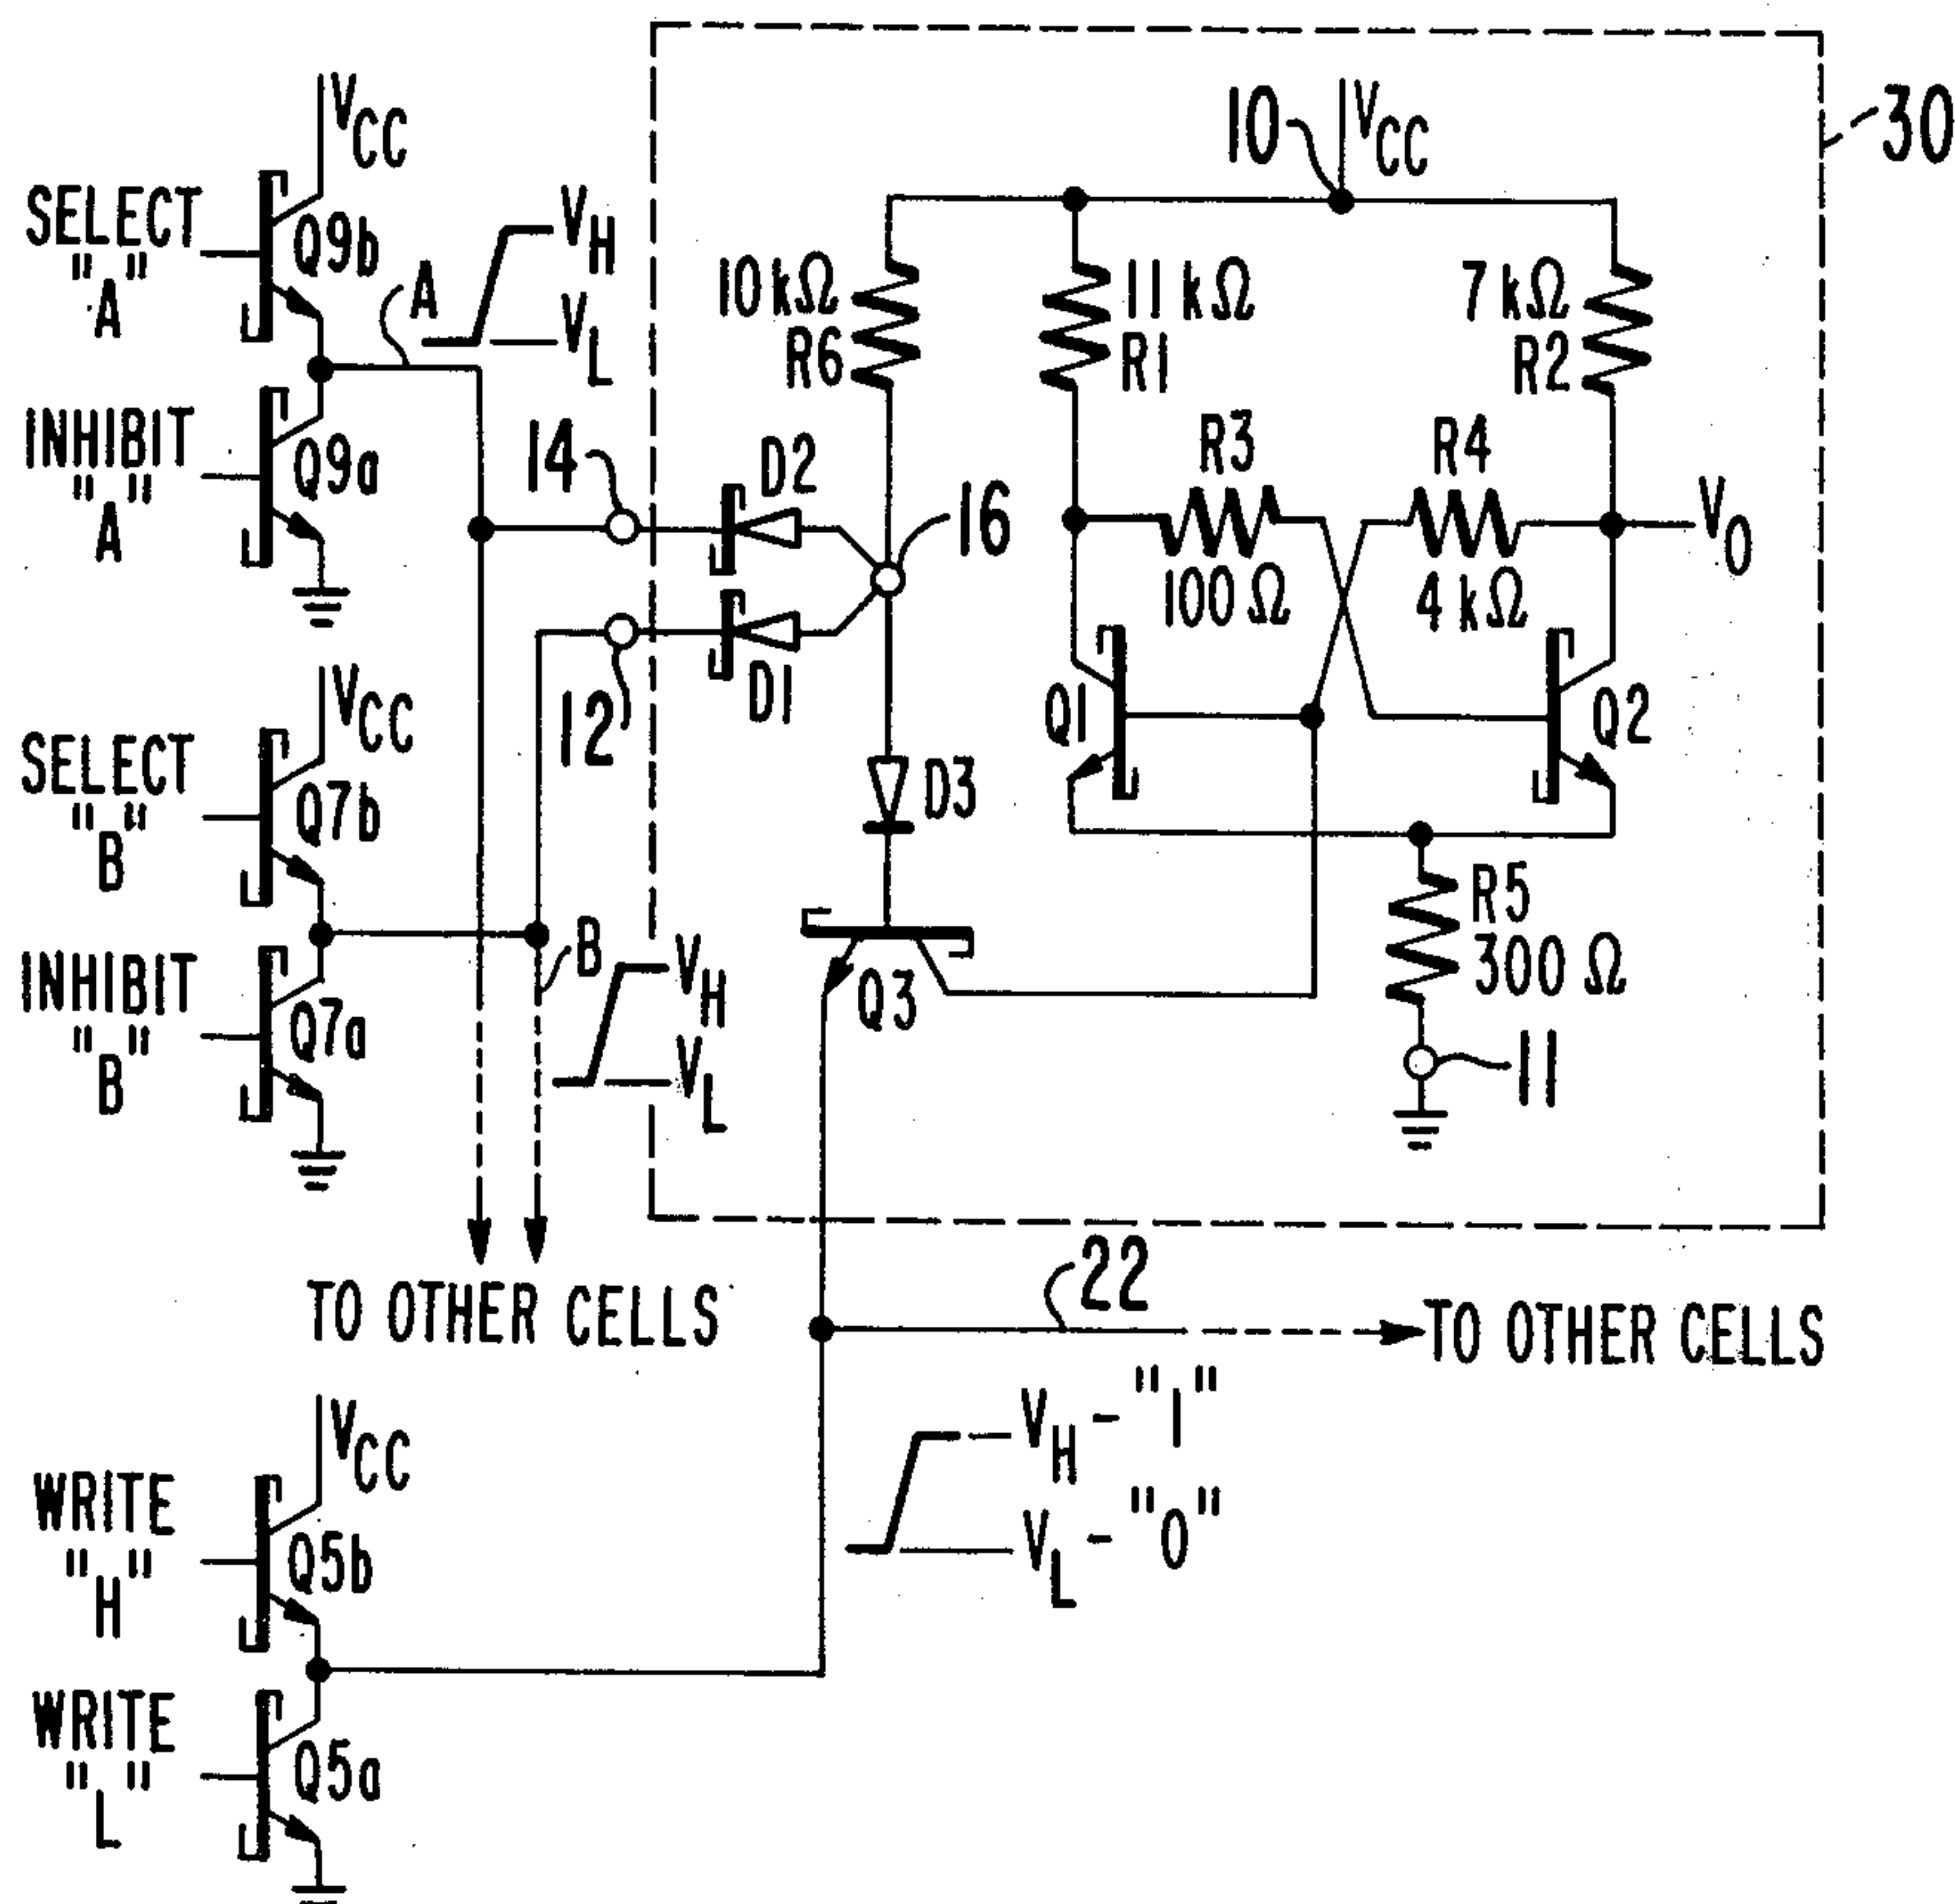 VCC
10
VCC
30
SELECT
"A"
Q9b
A
VH
VL
10kΩ
R6
11kΩ
R1
7kΩ
R2
INHIBIT
"A"
Q9a
14
D2
16
R3
100Ω
R4
4kΩ
VO
12
D1
Q1
Q2
VCC
SELECT
"B"
Q7b
D3
R5
300Ω
INHIBIT
"B"
Q7a
B
VH
VL
Q3
11
TO OTHER CELLS
22
TO OTHER CELLS
VH-"1"
VL-"0"
VCC
WRITE
"H"
Q5b
WRITE
"L"
Q5a